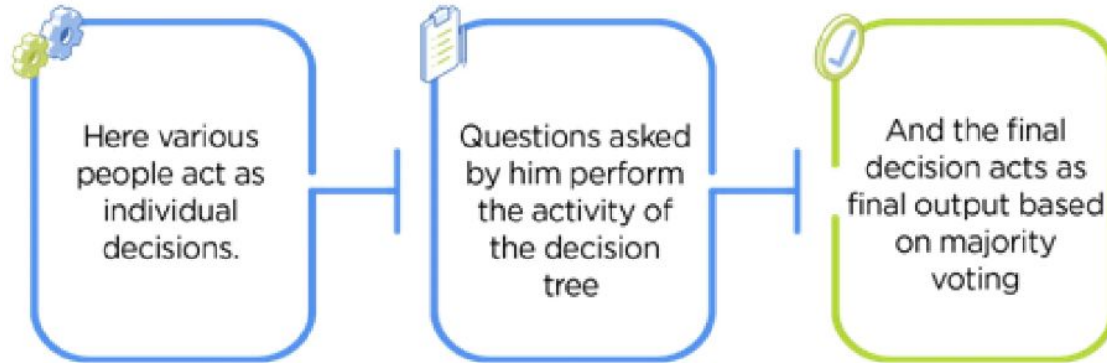 Here various
people act as
individual
decisions.
Questions asked
by him perform
the activity of
the decision
tree
And the final
decision acts as
final output based
on majority
voting